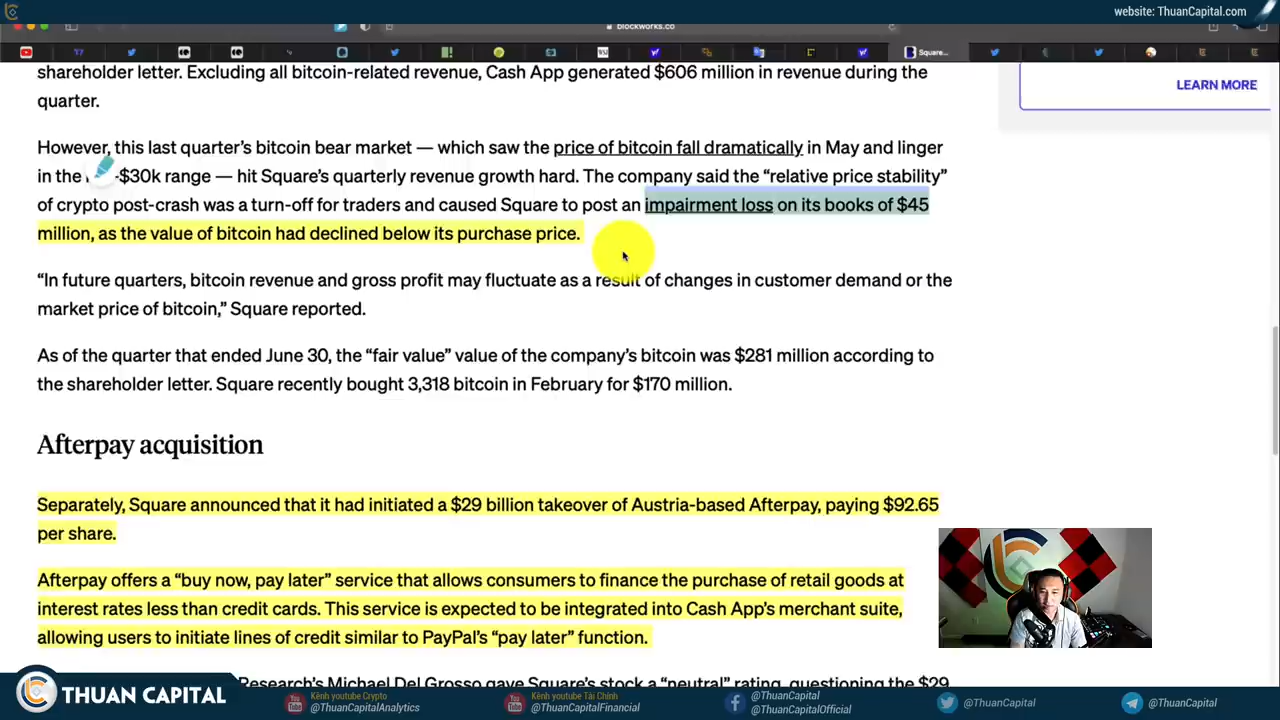 website: ThuanCapital.com
blockworks.co
Square...
shareholder letter. Excluding all bitcoin-related revenue, Cash App generated $606 million in revenue during the
quarter.
LEARN MORE
However, this last quarter’s bitcoin bear market — which saw the price of bitcoin fall dramatically in May and linger
in the -$30k range — hit Square’s quarterly revenue growth hard. The company said the “relative price stability”
of crypto post-crash was a turn-off for traders and caused Square to post an impairment loss on its books of $45
million, as the value of bitcoin had declined below its purchase price.
“In future quarters, bitcoin revenue and gross profit may fluctuate as a result of changes in customer demand or the
market price of bitcoin,” Square reported.
As of the quarter that ended June 30, the “fair value” value of the company’s bitcoin was $281 million according to
the shareholder letter. Square recently bought 3,318 bitcoin in February for $170 million.
Afterpay acquisition
Separately, Square announced that it had initiated a $29 billion takeover of Austria-based Afterpay, paying $92.65
per share.
Afterpay offers a “buy now, pay later” service that allows consumers to finance the purchase of retail goods at
interest rates less than credit cards. This service is expected to be integrated into Cash App’s merchant suite,
allowing users to initiate lines of credit similar to PayPal’s “pay later” function.
Research’s Michael Del Grosso gave Square’s stock a “neutral” rating, questioning the $29
THUAN CAPITAL
Kênh youtube Crypto
@ThuanCapitalAnalytics
Kênh youtube Tài Chính
@ThuanCapitalFinancial
@ThuanCapital
@ThuanCapitalOfficial
@ThuanCapital
@ThuanCapital